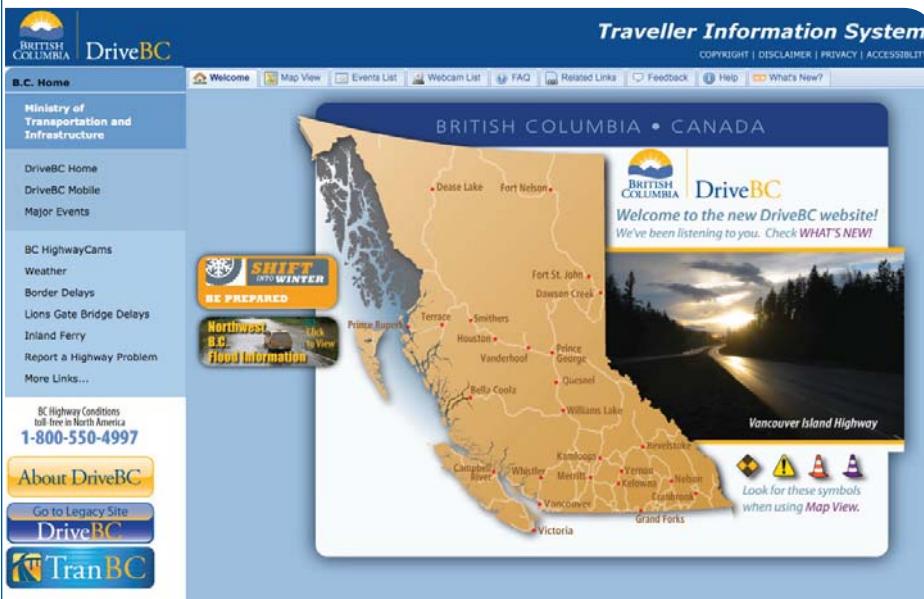 BRITISH
COLUMBIA
DriveBC
Traveller Information System
COPYRIGHT | DISCLAIMER | PRIVACY | ACCESSIBLITY
B.C. Home
Welcome
Map View
Events List
Webcam List
FAQ
Related Links
Feedback
Help
What's New?
Ministry of
Transportation and
Infrastructure
DriveBC Home
DriveBC Mobile
Major Events
BC HighwayCams
Weather
Border Delays
Lions Gate Bridge Delays
Inland Ferry
Report a Highway Problem
More Links...
BC Highway Conditions
toll-free in North America
1-800-550-4997
About DriveBC
Go to Legacy Site
DriveBC
TranBC
SHIFT
INTO WINTER
BE PREPARED
Northwest
B.C.
Flood Information
Click
to View
BRITISH COLUMBIA • CANADA
Dease Lake
Fort Nelson
Fort St. John
Dawson Creek
Prince Rupert
Terrace
Smithers
Houston
Vanderhoof
Prince
George
Quesnel
Bella Coola
Williams Lake
Revelstoke
Kamloops
Campbell
River
Whistler
Merritt
Vernon
Kelowna
Nelson
Cranbrook
Vancouver
Grand Forks
Victoria
BRITISH
COLUMBIA
DriveBC
Welcome to the new DriveBC website!
We've been listening to you. Check WHAT'S NEW!
Vancouver Island Highway
Look for these symbols
when using Map View.